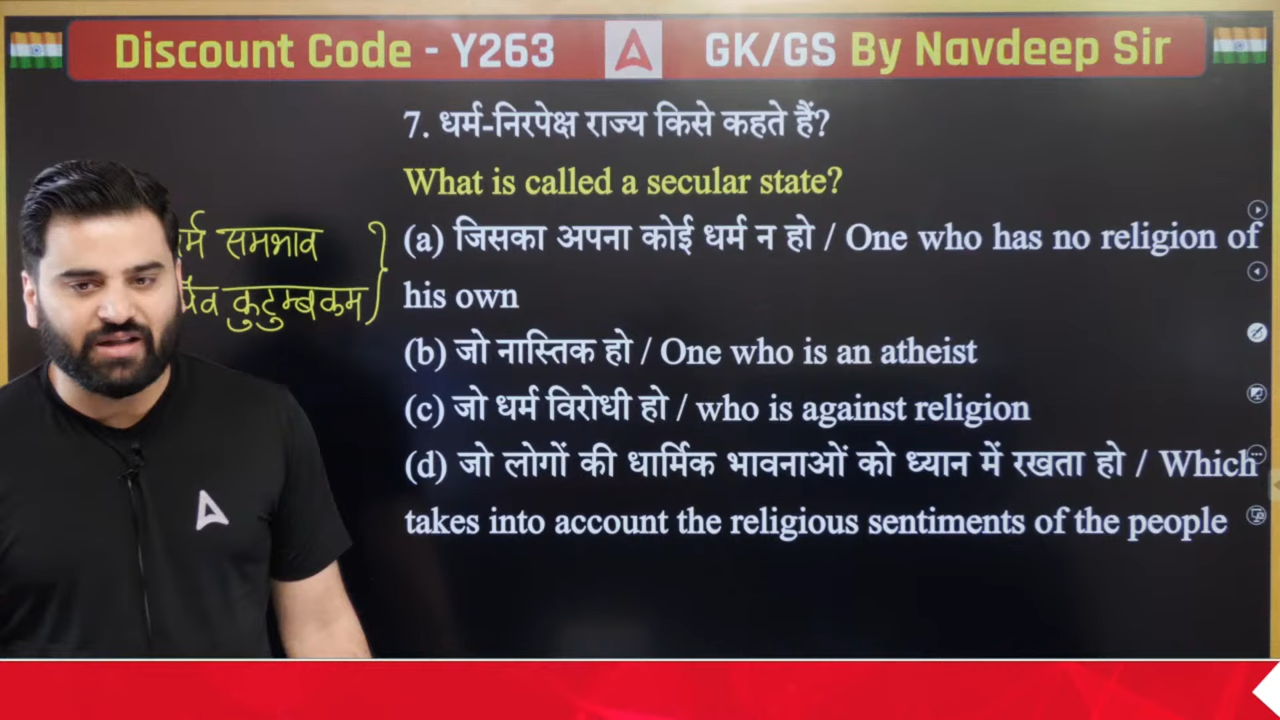 Discount Code - Y263 GK/GS By Navdeep Sir
7. धर्म-निरपेक्ष राज्य किसे कहते हैं?
What is called a secular state?
समभाव
कुटुम्बकम
(a) जिसका अपना कोई धर्म न हो / One who has no religion of
his own
(b) जो नास्तिक हो / One who is an atheist
(c) जो धर्म विरोधी हो / who is against religion
(d) जो लोगों की धार्मिक भावनाओं को ध्यान में रखता हो / Which
takes into account the religious sentiments of the people